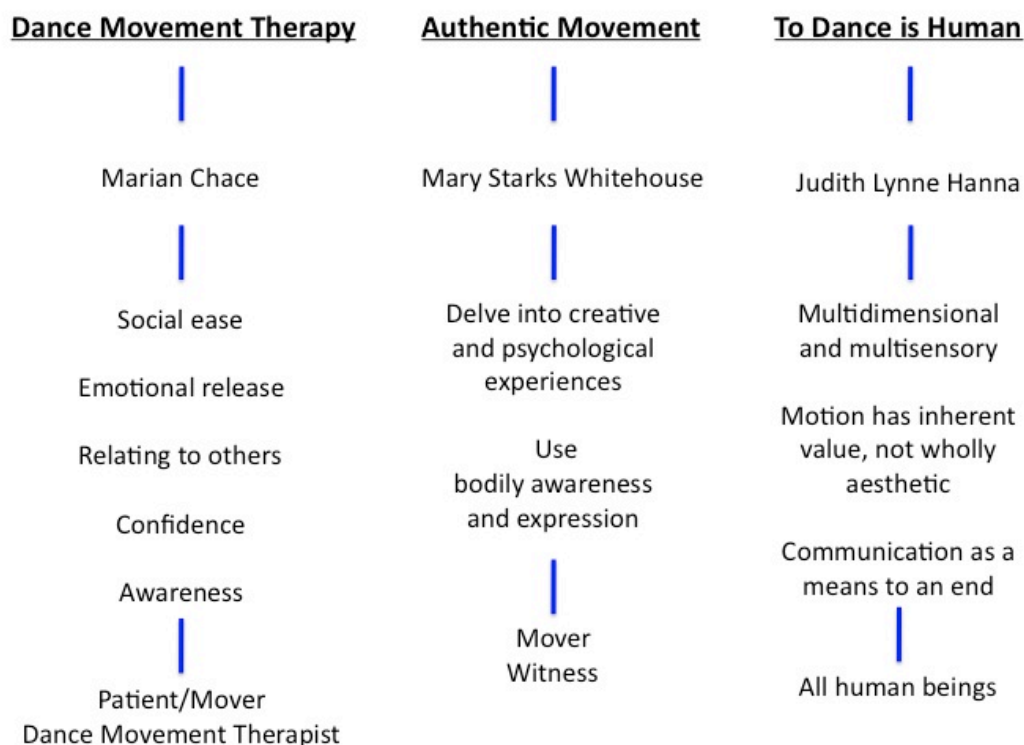 Dance Movement Therapy
Marian Chace
Social ease
Emotional release
Relating to others
Confidence
Awareness
Patient/Mover
Dance Movement Therapist
Authentic Movement
Mary Starks Whitehouse
Delve into creative
and psychological
experiences
Use
bodily awareness
and expression
Mover
Witness
To Dance is Human
Judith Lynne Hanna
Multidimensional
and multisensory
Motion has inherent
value, not wholly
aesthetic
Communication as a
means to an end
All human beings